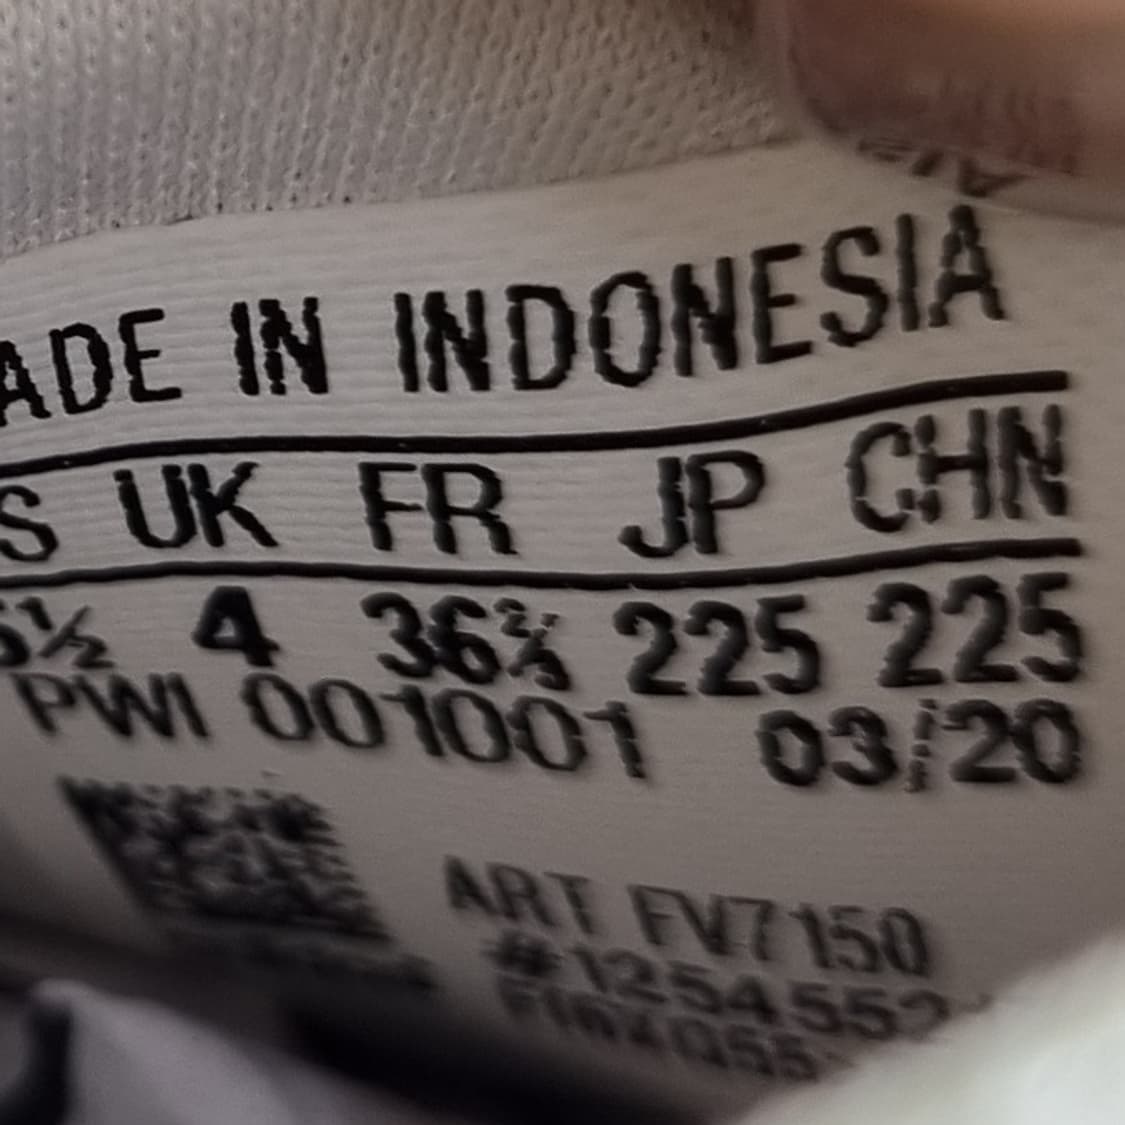 ADE IN INDONESIA
S UK FR JP CHN
5½ 4 36⅔ 225 225
PWI 001001 03/20
ART FV7150